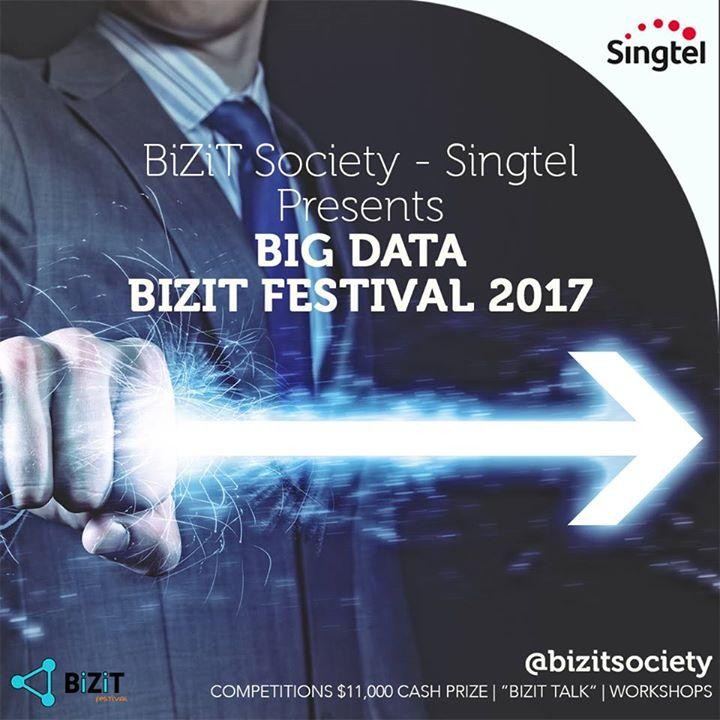 Singtel
BiZiT Society - Singtel
Presents
BIG DATA
BIZIT FESTIVAL 2017
@bizitsociety
BiZiT
FESTIVAL
COMPETITIONS $11,000 CASH PRIZE | "BIZIT TALK" | WORKSHOPS